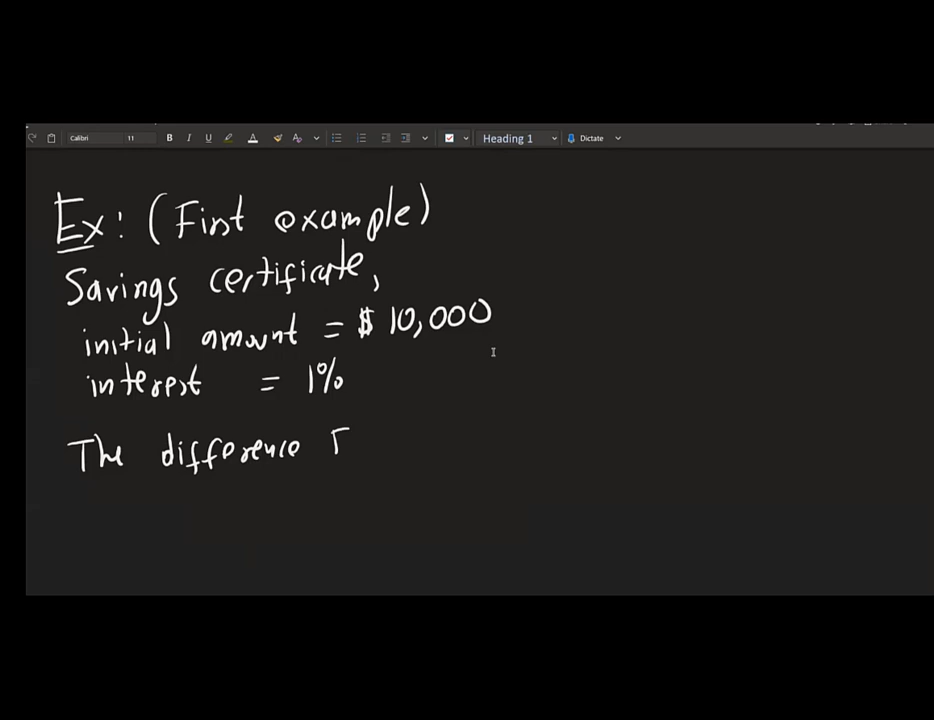 Calibri 11 B I U A Heading 1 Dictate
Ex: (First example)
Savings certificate,
initial amount = $ 10,000
interest = 1%
The difference